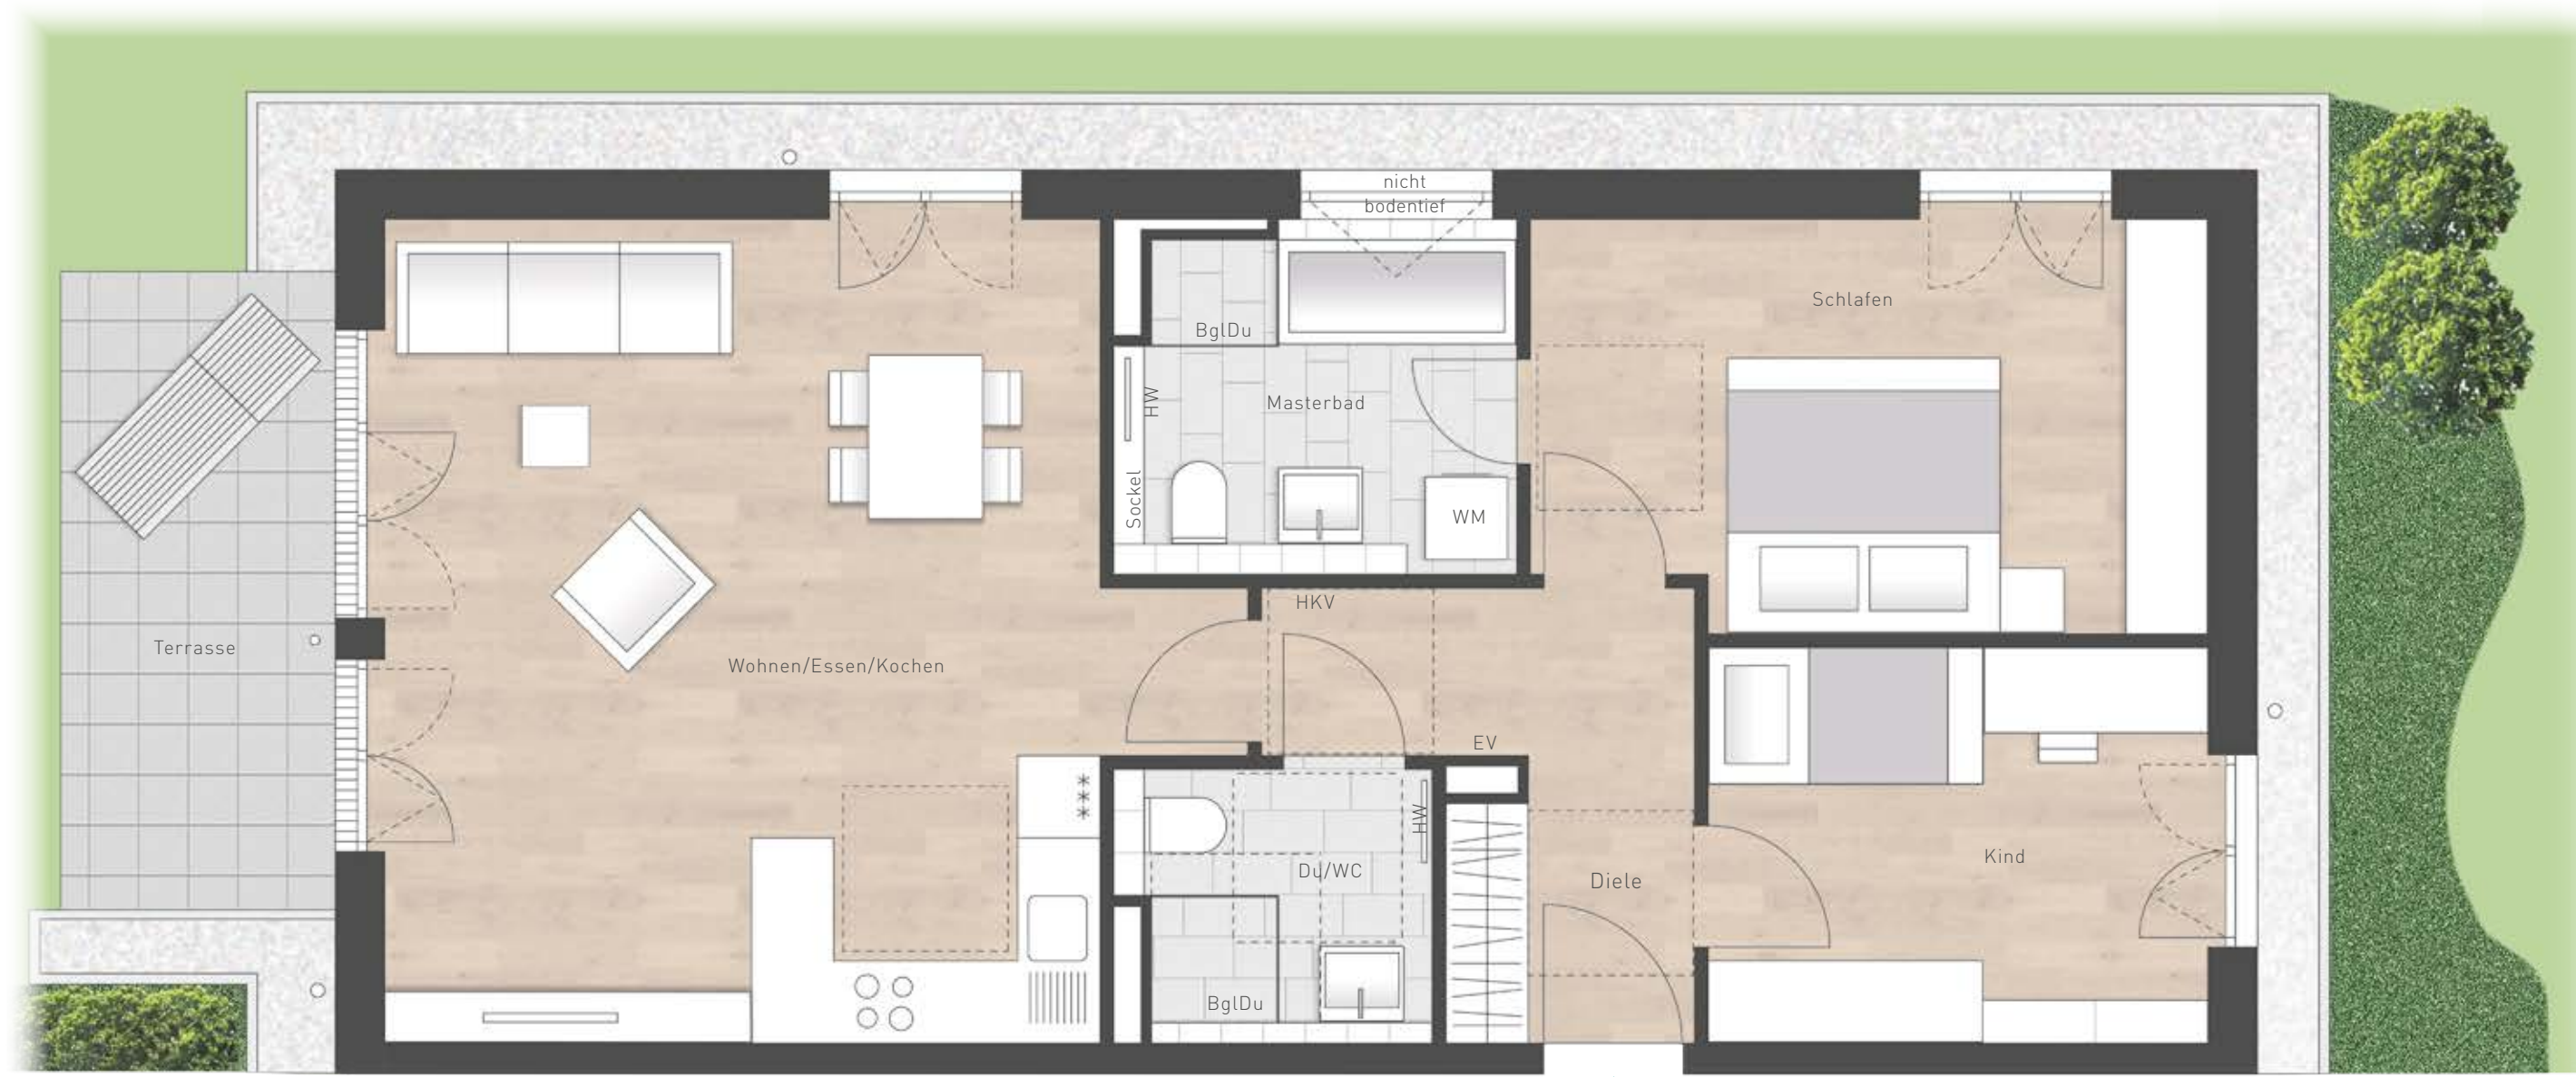 nicht
bodentief
Schlafen
BglDu
HW
Masterbad
Sockel
WM
HKV
Terrasse
Wohnen/Essen/Kochen
EV
***
HW
Du/WC
Diele
Kind
BglDu